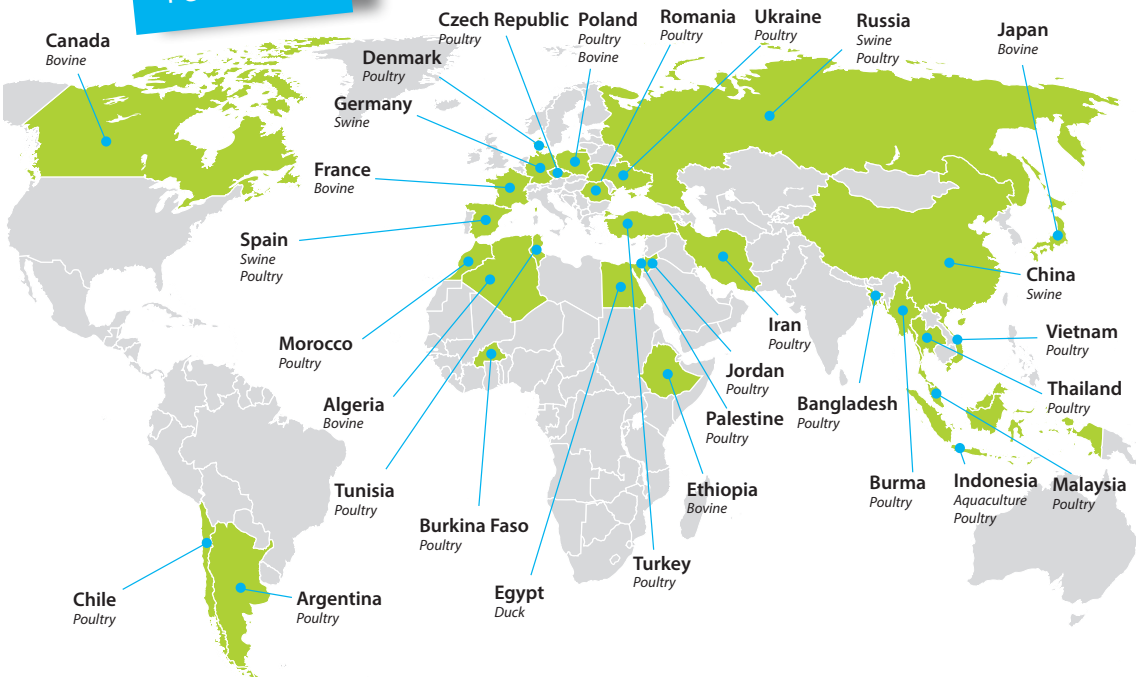 Czech Republic
Poultry
Poland
Poultry
Bovine
Romania
Poultry
Ukraine
Poultry
Russia
Swine
Poultry
Japan
Bovine
Canada
Bovine
Denmark
Poultry
Germany
Swine
France
Bovine
Spain
Swine
Poultry
China
Swine
Morocco
Poultry
Iran
Poultry
Vietnam
Poultry
Jordan
Poultry
Thailand
Poultry
Algeria
Bovine
Palestine
Poultry
Bangladesh
Poultry
Tunisia
Poultry
Ethiopia
Bovine
Burma
Poultry
Indonesia
Aquaculture
Poultry
Malaysia
Poultry
Burkina Faso
Poultry
Turkey
Poultry
Egypt
Duck
Chile
Poultry
Argentina
Poultry